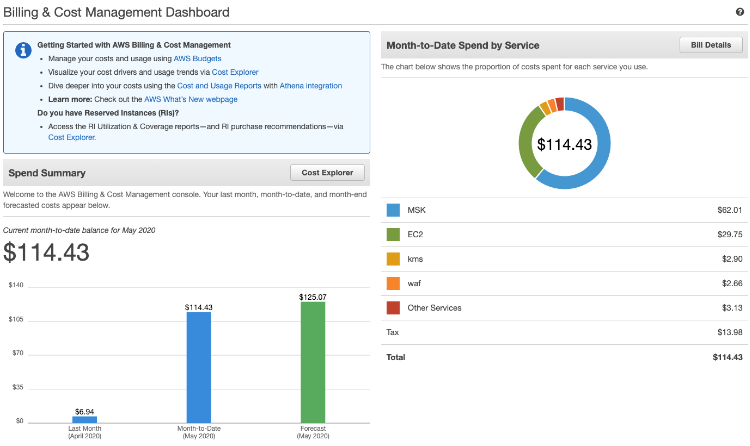 Billing & Cost Management Dashboard
Getting Started with AWS Billing & Cost Management
• Manage your costs and usage using AWS Budgets
• Visualize your cost drivers and usage trends via Cost Explorer
• Dive deeper into your costs using the Cost and Usage Reports with Athena integration
• Learn more: Check out the AWS What's New webpage
Do you have Reserved Instances (RIs)?
• Access the RI Utilization & Coverage reports—and RI purchase recommendations—via
Cost Explorer.
Spend Summary
Cost Explorer
Welcome to the AWS Billing & Cost Management console. Your last month, month-to-date, and month-end
forecasted costs appear below.
Current month-to-date balance for May 2020
$114.43
$140
$105
$70
$35
$0
$6.94
$114.43
$125.07
Last Month
(April 2020)
Month-to-Date
(May 2020)
Forecast
(May 2020)
Month-to-Date Spend by Service
Bill Details
The chart below shows the proportion of costs spent for each service you use.
$114.43
MSK $62.01
EC2 $29.75
kms $2.90
waf $2.66
Other Services $3.13
Tax $13.98
Total $114.43